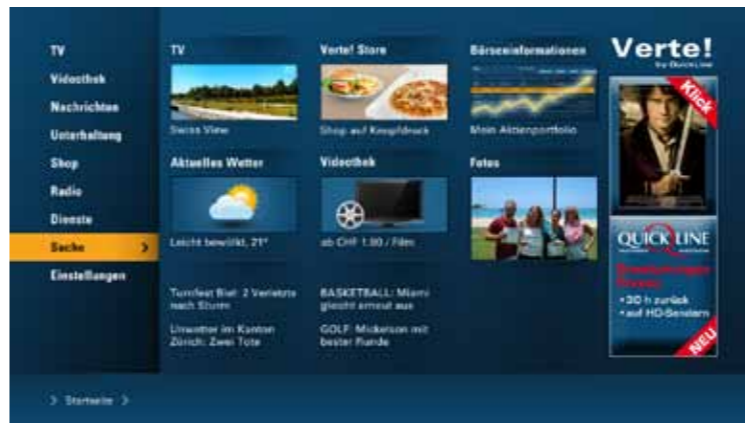 TV
Videothek
Nachrichten
Unterhaltung
Shop
Radio
Dienste
Suche
Einstellungen
TV
Swiss View
Verte! Store
Shop auf Knopfdruck
Börseninformationen
Mein Aktienportfolio
Aktuelles Wetter
Leicht bewölkt, 21°
Videothek
ab CHF 1.00 / Film
Fotos
Turnfest Biel: 2 Verletzte
nach Sturm
Unwetter im Kanton
Zürich: Zwei Tote
BASKETBALL: Miami
gleicht erneut aus
GOLF: Mickelson mit
bester Runde
Verte!
by QuickLine
Klick
QUICKLINE
• 30 h zurück
• auf HD-Sendern
NEU
> Startseite >